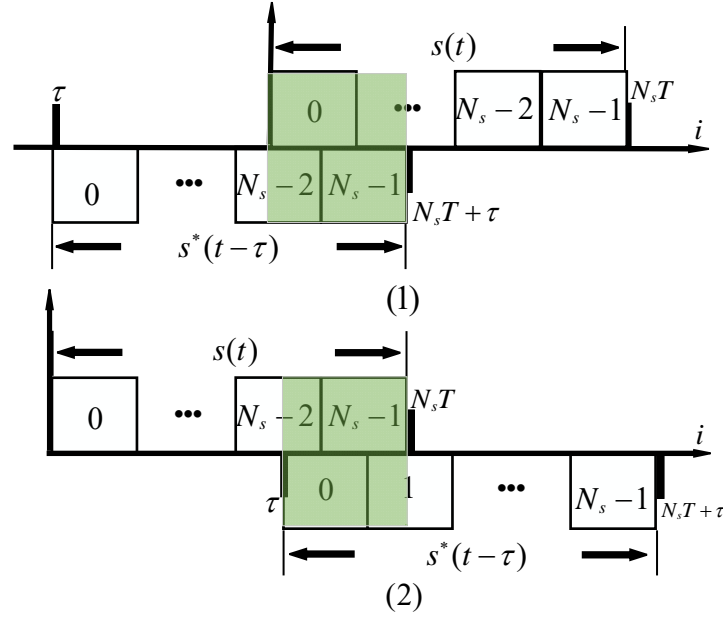 s(t)
τ
0 ••• N_s − 2 N_s − 1 N_sT
i
0 ••• N_s − 2 N_s − 1 N_sT + τ
s*(t − τ)
(1)
s(t)
0 ••• N_s − 2 N_s − 1 N_sT
i
τ 0 1 ••• N_s − 1 N_sT + τ
s*(t − τ)
(2)